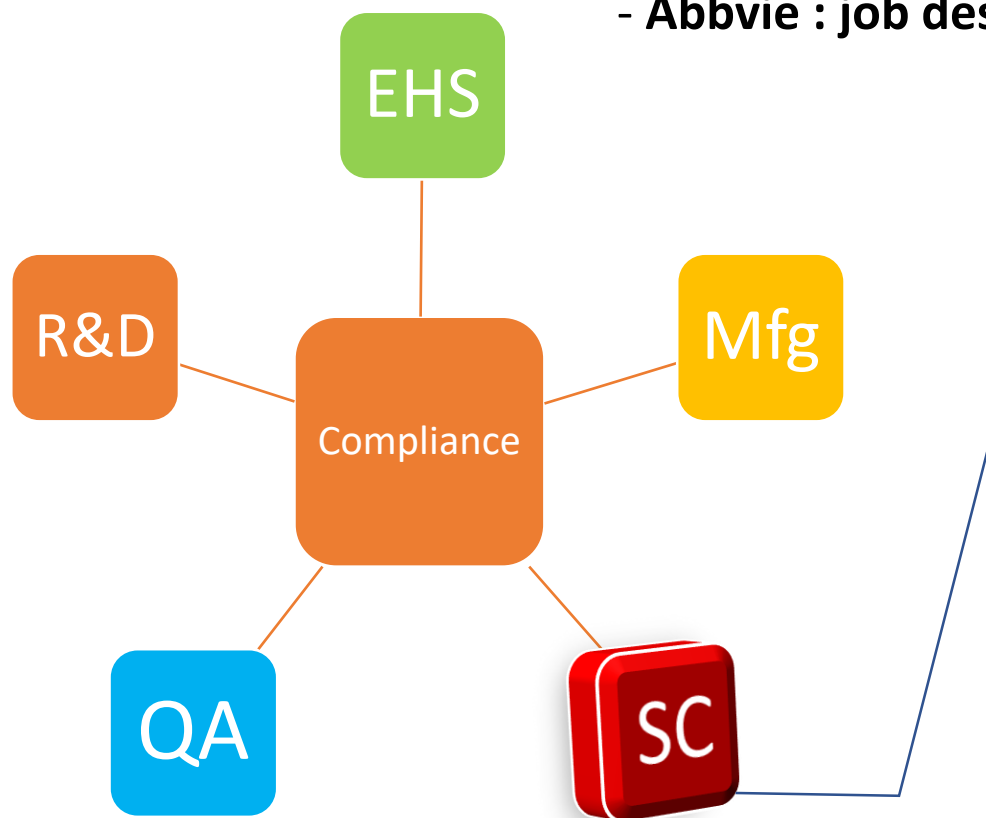 - Abbvie : job des
EHS
R&D
Mfg
Compliance
QA
SC